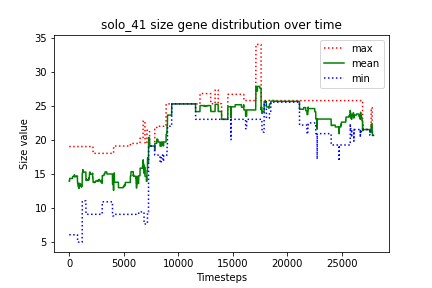 solo_41 size gene distribution over time
35
30
25
20
15
10
5
Size value
max
mean
min
0 5000 10000 15000 20000 25000
Timesteps